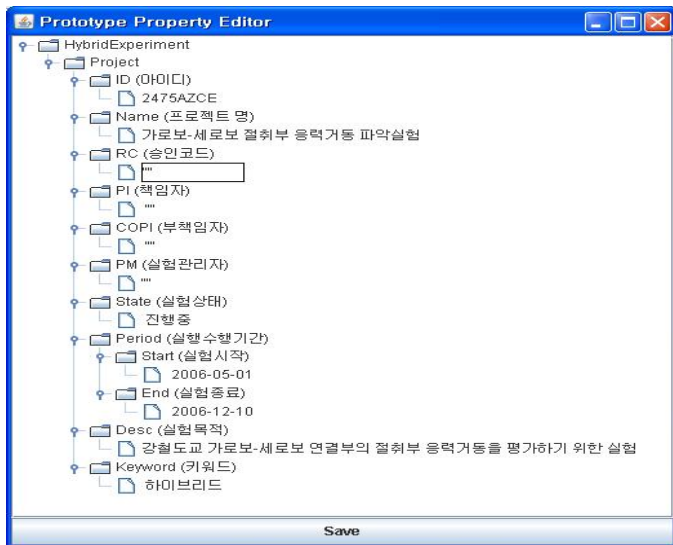 Prototype Property Editor
HybridExperiment
Project
ID (아이디)
2475AZCE
Name (프로젝트 명)
가로보-세로보 절취부 응력거동 파악실험
RC (승인코드)
""
PI (책임자)
""
COPI (부책임자)
""
PM (실험관리자)
""
State (실험상태)
진행중
Period (실행수행기간)
Start (실험시작)
2006-05-01
End (실험종료)
2006-12-10
Desc (실험목적)
강철도교 가로보-세로보 연결부의 절취부 응력거동을 평가하기 위한 실험
Keyword (키워드)
하이브리드
Save